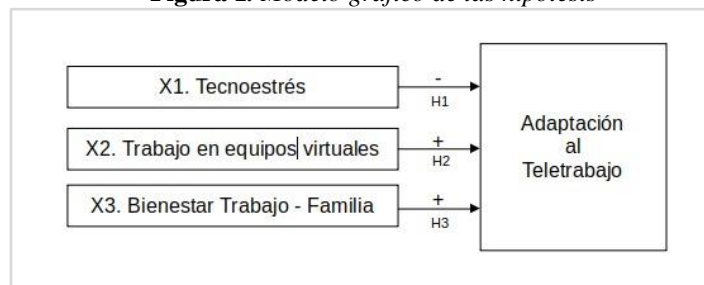 Figura 1. Modelo gráfico de las hipótesis
X1. Tecnoestrés
-
H1
X2. Trabajo en equipos virtuales
+
H2
X3. Bienestar Trabajo - Familia
+
H3
Adaptación
al
Teletrabajo